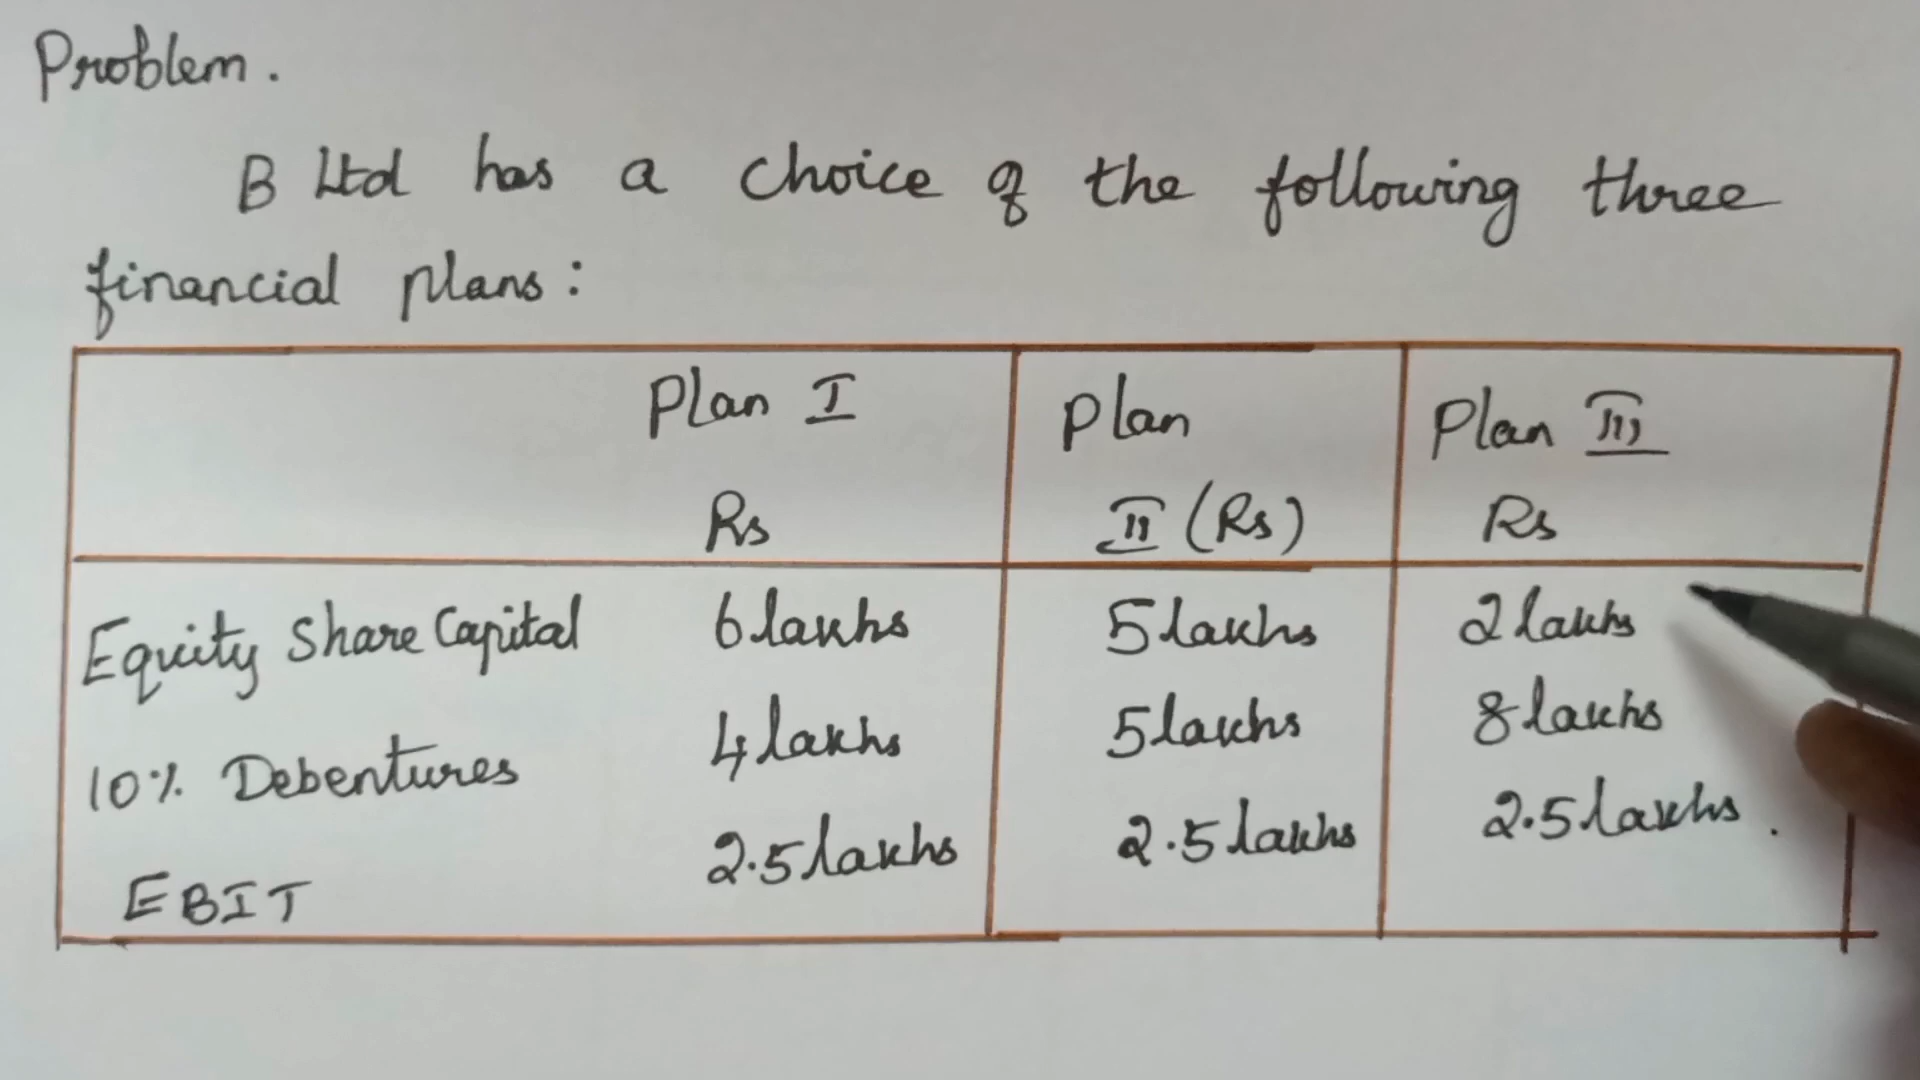 Problem.
B Ltd has a choice of the following three
financial plans:
Plan I Plan Plan III
Rs II (Rs) Rs
Equity Share Capital 6 lakhs 5 lakhs 2 lakhs
10% Debentures 4 lakhs 5 lakhs 8 lakhs
EBIT 2.5 lakhs 2.5 lakhs 2.5 lakhs.